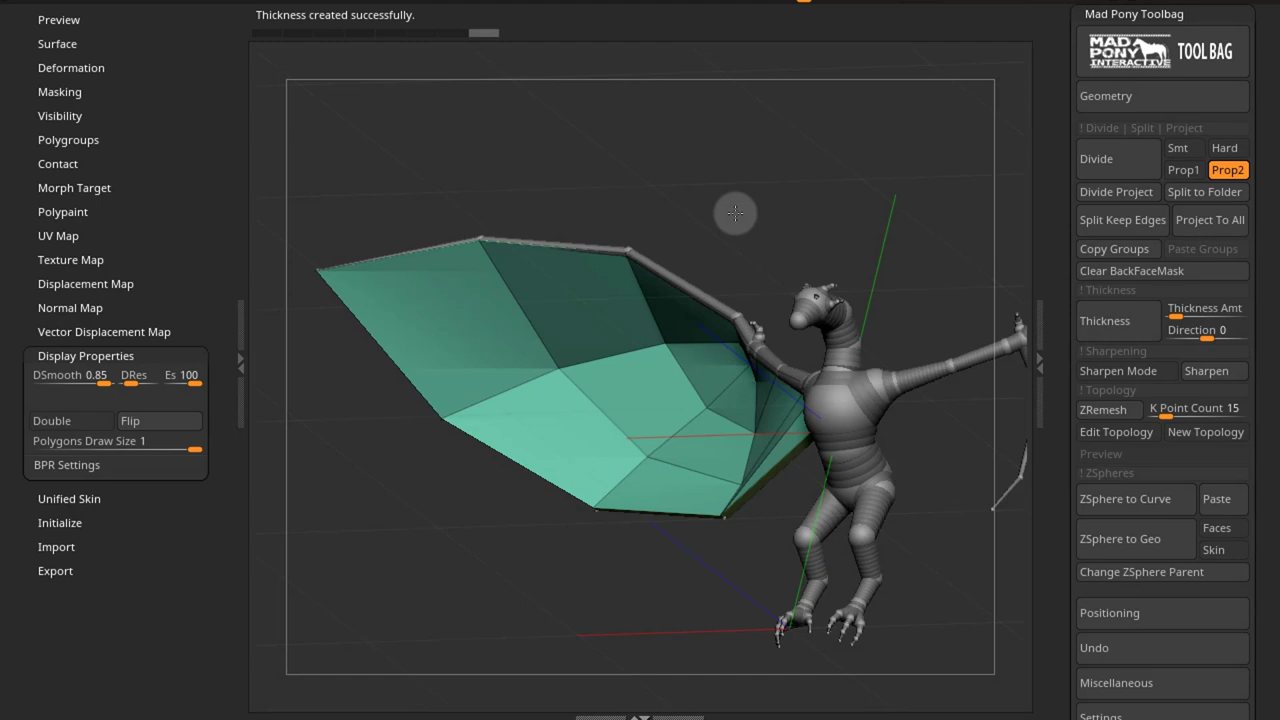 Thickness created successfully.
Preview
Surface
Deformation
Masking
Visibility
Polygroups
Contact
Morph Target
Polypaint
UV Map
Texture Map
Displacement Map
Normal Map
Vector Displacement Map
Display Properties
DSmooth 0.85 DRes Es 100
Double Flip
Polygons Draw Size 1
BPR Settings
Unified Skin
Initialize
Import
Export
Mad Pony Toolbag
MAD PONY INTERACTIVE TOOL BAG
Geometry
! Divide | Split | Project
Divide Smt Hard
Prop1 Prop2
Divide Project Split to Folder
Split Keep Edges Project To All
Copy Groups Paste Groups
Clear BackFaceMask
! Thickness
Thickness Thickness Amt
Direction 0
! Sharpening
Sharpen Mode Sharpen
! Topology
ZRemesh K Point Count 15
Edit Topology New Topology
Preview
! ZSpheres
ZSphere to Curve Paste
ZSphere to Geo Faces
Skin
Change ZSphere Parent
Positioning
Undo
Miscellaneous
Settings